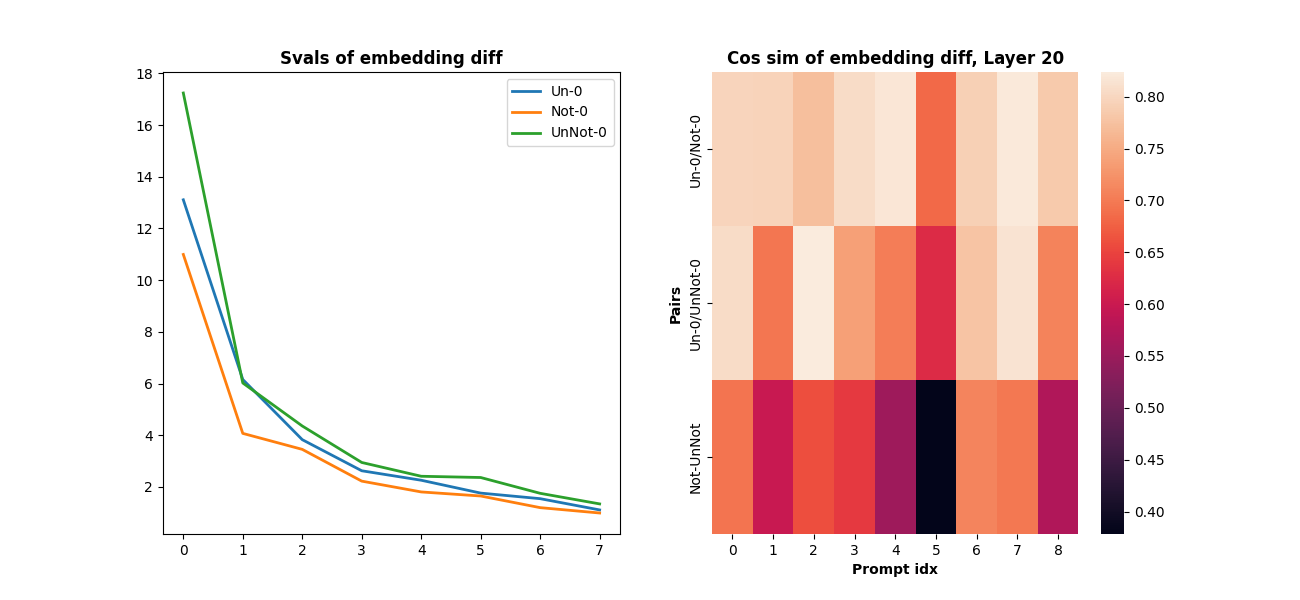 Svals of embedding diff
18
16
14
12
10
8
6
4
2
0 1 2 3 4 5 6 7
Un-0
Not-0
UnNot-0
Cos sim of embedding diff, Layer 20
Pairs
Un-0/Not-0
Un-0/UnNot-0
Not-UnNot
0 1 2 3 4 5 6 7 8
Prompt idx
0.80
0.75
0.70
0.65
0.60
0.55
0.50
0.45
0.40